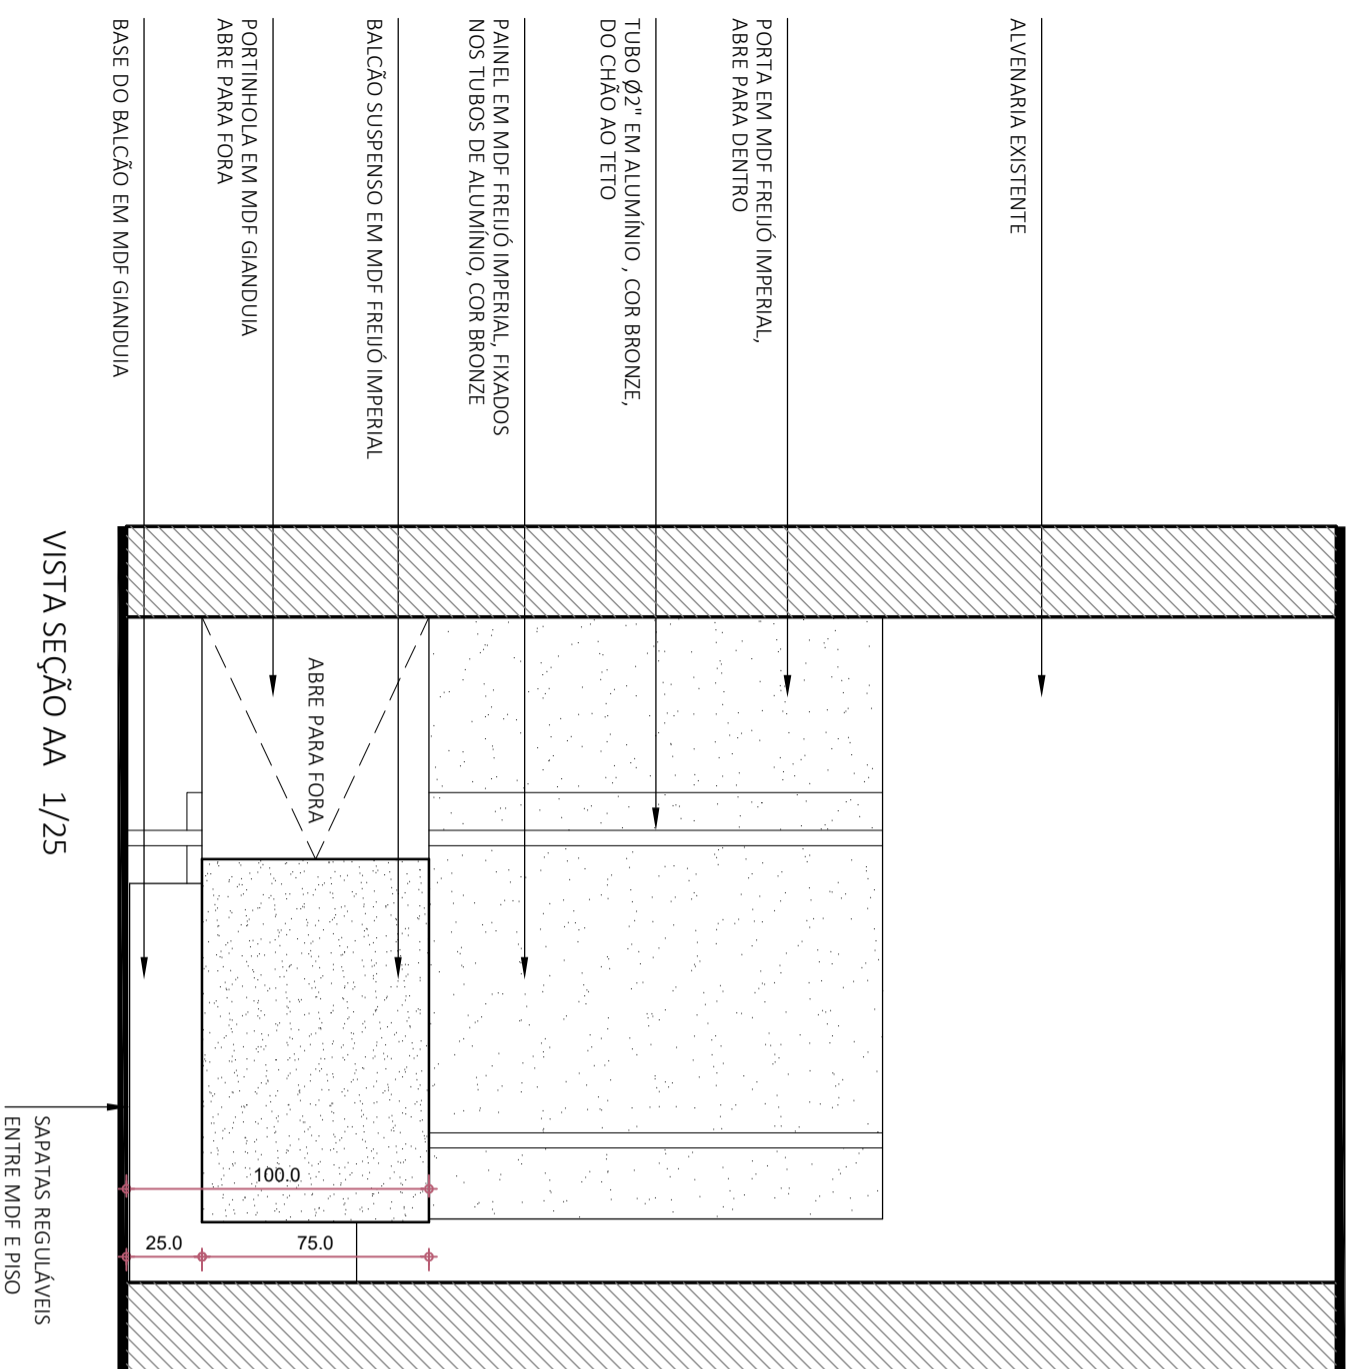 ALVENARIA EXISTENTE
PORTA EM MDF FREIJÓ IMPERIAL,
ABRE PARA DENTRO
TUBO Ø2" EM ALUMÍNIO , COR BRONZE,
DO CHÃO AO TETO
PAINEL EM MDF FREIJÓ IMPERIAL, FIXADOS
NOS TUBOS DE ALUMÍNIO, COR BRONZE
BALCÃO SUSPENSO EM MDF FREIJÓ IMPERIAL
PORTINHOLA EM MDF GIANDUIA
ABRE PARA FORA
BASE DO BALCÃO EM MDF GIANDUIA
ABRE PARA FORA
100.0
25.0
75.0
SAPATAS REGULÁVEIS
ENTRE MDF E PISO
VISTA SEÇÃO AA 1/25